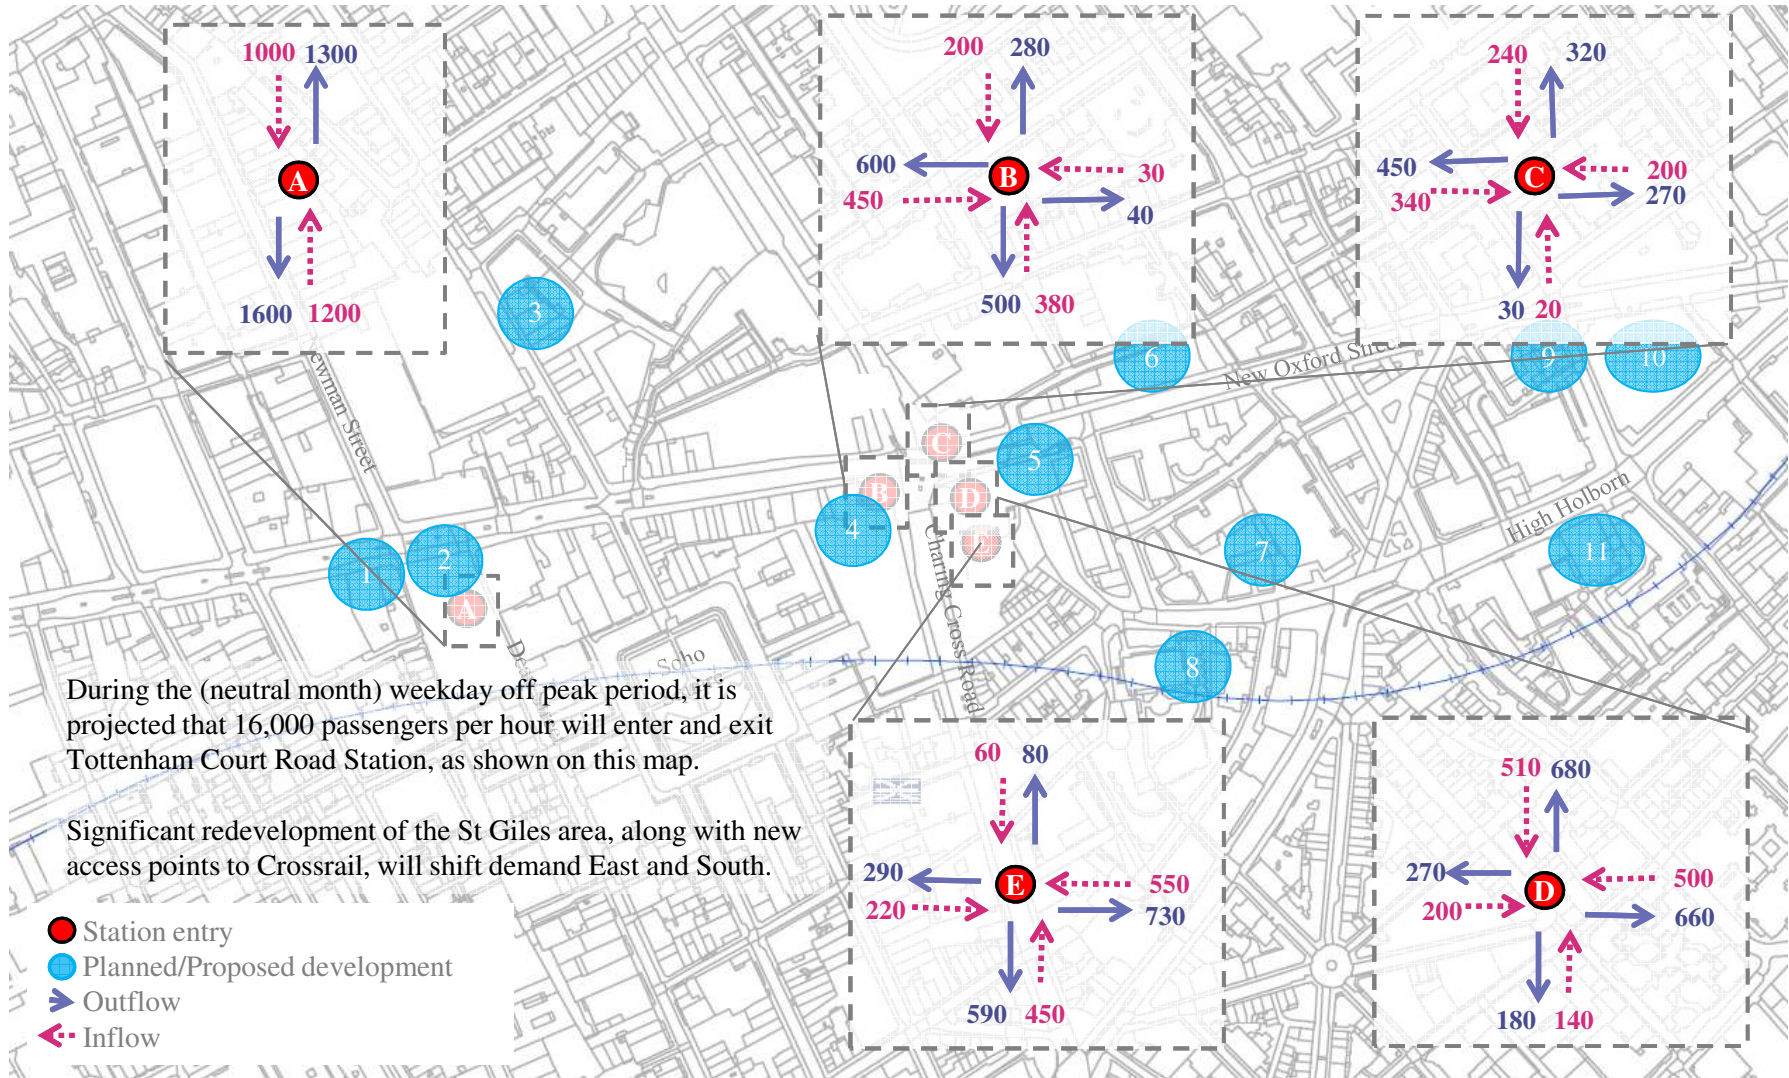 1000 1300
A
1600 1200
200 280
600
B
30
450
40
500 380
240 320
450
C
200
340
270
30 20
3
6
New Oxford Stree
9
10
ewman Street
C
5
B
D
4
E
High Holborn
1
2
7
11
A
Charing Cross Road
De
Soho
8
During the (neutral month) weekday off peak period, it is
projected that 16,000 passengers per hour will enter and exit
Tottenham Court Road Station, as shown on this map.
Significant redevelopment of the St Giles area, along with new
access points to Crossrail, will shift demand East and South.
Station entry
Planned/Proposed development
Outflow
Inflow
60 80
290
E
550
220
730
590 450
510 680
270
D
500
200
660
180 140